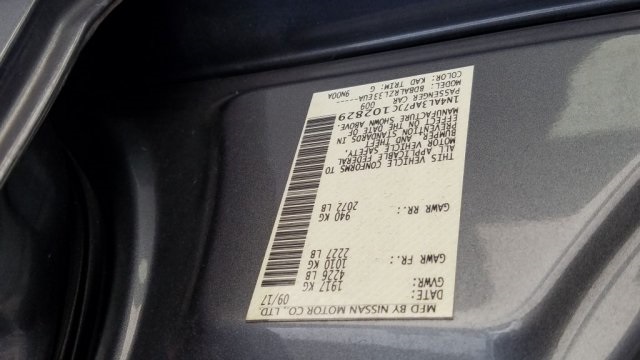 MFD BY NISSAN MOTOR CO., LTD.
DATE: 09/17
GVWR: 1917 KG
4226 LB
GAWR FR.: 1010 KG
2227 LB
GAWR RR.: 940 KG
2072 LB
THIS VEHICLE CONFORMS TO
ALL APPLICABLE FEDERAL
MOTOR VEHICLE SAFETY,
BUMPER, AND THEFT
PREVENTION STANDARDS IN
EFFECT ON THE DATE OF
MANUFACTURE SHOWN ABOVE.
1N4AL3AP7JC102829
PASSENGER CAR 009
MODEL: BDBALRZL33EUA-----
COLOR: KAD TRIM: G 9N00A